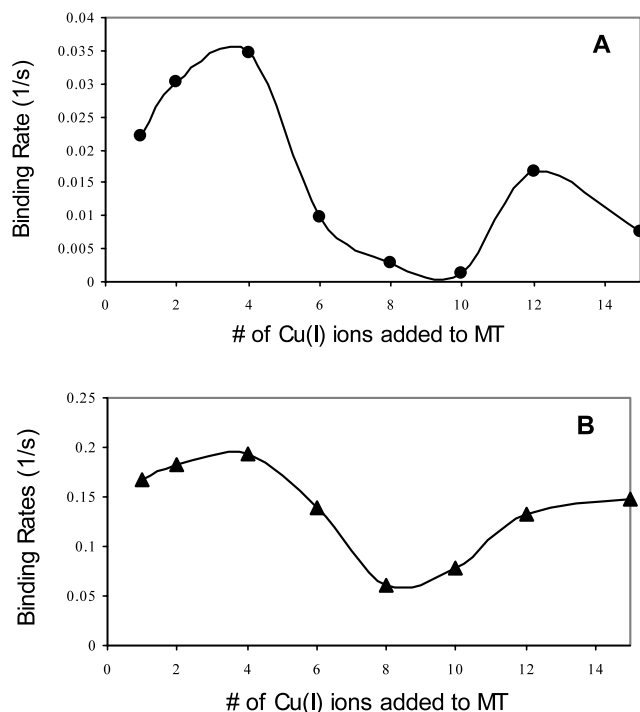 A
Binding Rate (1/s)
0.04
0.035
0.03
0.025
0.02
0.015
0.01
0.005
0
0 2 4 6 8 10 12 14
# of Cu(I) ions added to MT
B
Binding Rates (1/s)
0.25
0.2
0.15
0.1
0.05
0
0 2 4 6 8 10 12 14
# of Cu(I) ions added to MT